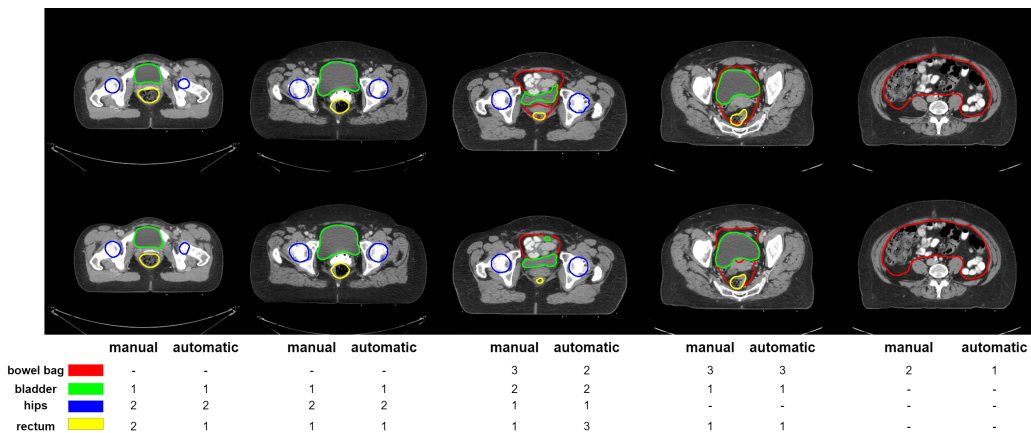 manual automatic manual automatic manual automatic manual automatic manual automatic
bowel bag - - - - 3 2 3 3 2 1
bladder 1 1 1 1 2 2 1 1 - -
hips 2 2 2 2 1 1 - - - -
rectum 2 1 1 1 1 3 1 1 - -